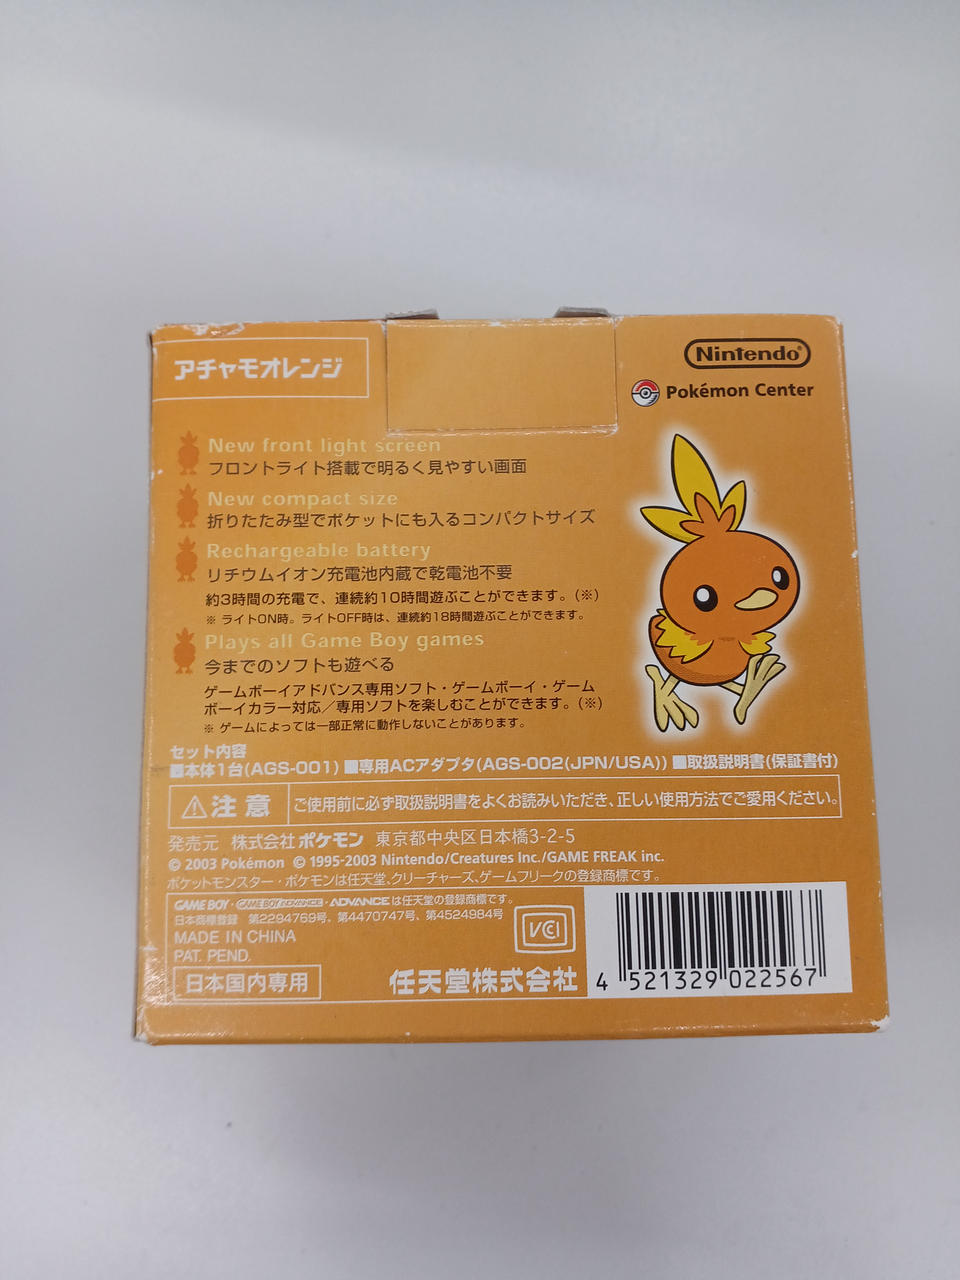 アチャモオレンジ
Nintendo®
Pokémon Center
New front light screen
フロントライト搭載で明るく見やすい画面
New compact size
折りたたみ型でポケットにも入るコンパクトサイズ
Rechargeable battery
リチウムイオン充電池内蔵で乾電池不要
約3時間の充電で、連続約10時間遊ぶことができます。(※)
※ ライトON時。ライトOFF時は、連続約18時間遊ぶことができます。
Plays all Game Boy games
今までのソフトも遊べる
ゲームボーイアドバンス専用ソフト・ゲームボーイ・ゲーム
ボーイカラー対応／専用ソフトを楽しむことができます。(※)
※ ゲームによっては一部正常に動作しないことがあります。
セット内容
■本体1台(AGS-001) ■専用ACアダプタ(AGS-002(JPN/USA)) ■取扱説明書(保証書付)
注意 ご使用前に必ず取扱説明書をよくお読みいただき、正しい使用方法でご愛用ください。
発売元 株式会社ポケモン 東京都中央区日本橋3-2-5
© 2003 Pokémon © 1995-2003 Nintendo/Creatures Inc./GAME FREAK inc.
ポケットモンスター・ポケモンは任天堂、クリーチャーズ、ゲームフリークの登録商標です。
GAME BOY・GAME BOY ADVANCE・ADVANCEは任天堂の登録商標です。
日本商標登録 第2294769号、第4470747号、第4524984号
MADE IN CHINA
PAT. PEND.
VCI
日本国内専用
任天堂株式会社
4 521329 022567